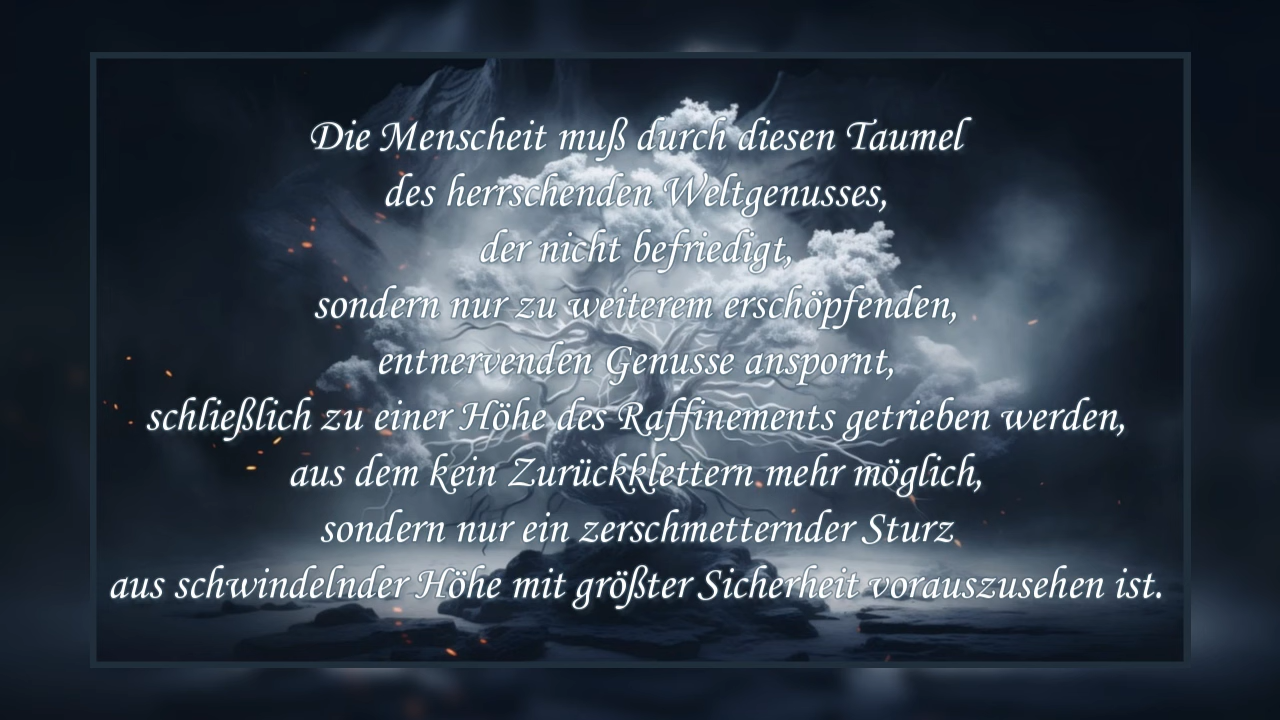 Die Menscheit muß durch diesen Taumel
des herrschenden Weltgenusses,
der nicht befriedigt,
sondern nur zu weiterem erschöpfenden,
entnervenden Genusse anspornt,
schließlich zu einer Höhe des Raffinements getrieben werden,
aus dem kein Zurückklettern mehr möglich,
sondern nur ein zerschmetternder Sturz
aus schwindelnder Höhe mit größter Sicherheit vorauszusehen ist.